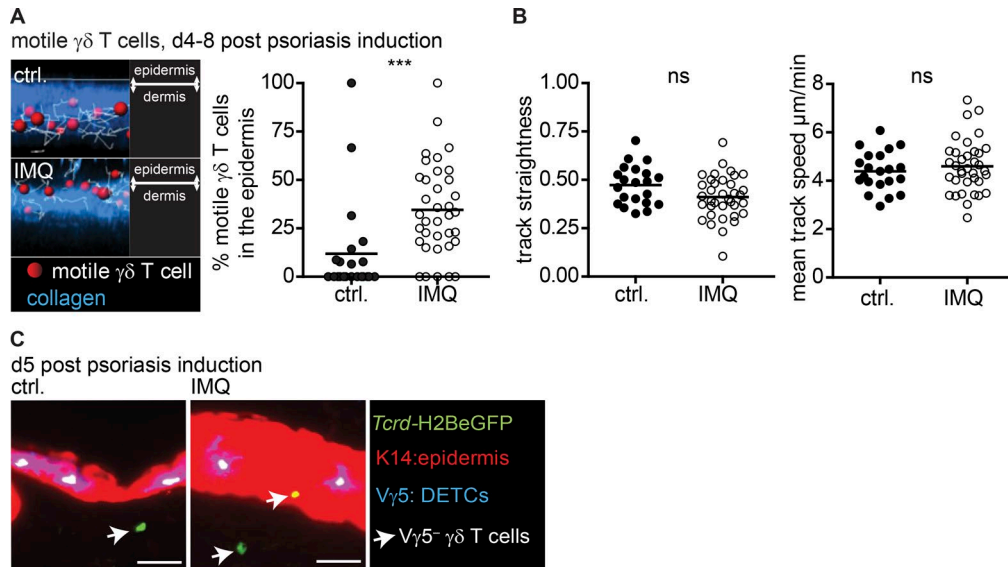 A
motile γδ T cells, d4-8 post psoriasis induction
ctrl.
epidermis
dermis
IMQ
epidermis
dermis
motile γδ T cell
collagen
% motile γδ T cells
in the epidermis
100
75
50
25
0
***
ctrl.
IMQ
B
track straightness
1.00
0.75
0.50
0.25
0.00
ns
ctrl.
IMQ
mean track speed µm/min
8
6
4
2
0
ns
ctrl.
IMQ
C
d5 post psoriasis induction
ctrl.
IMQ
Tcrd-H2BeGFP
K14:epidermis
Vγ5: DETCs
Vγ5⁻ γδ T cells